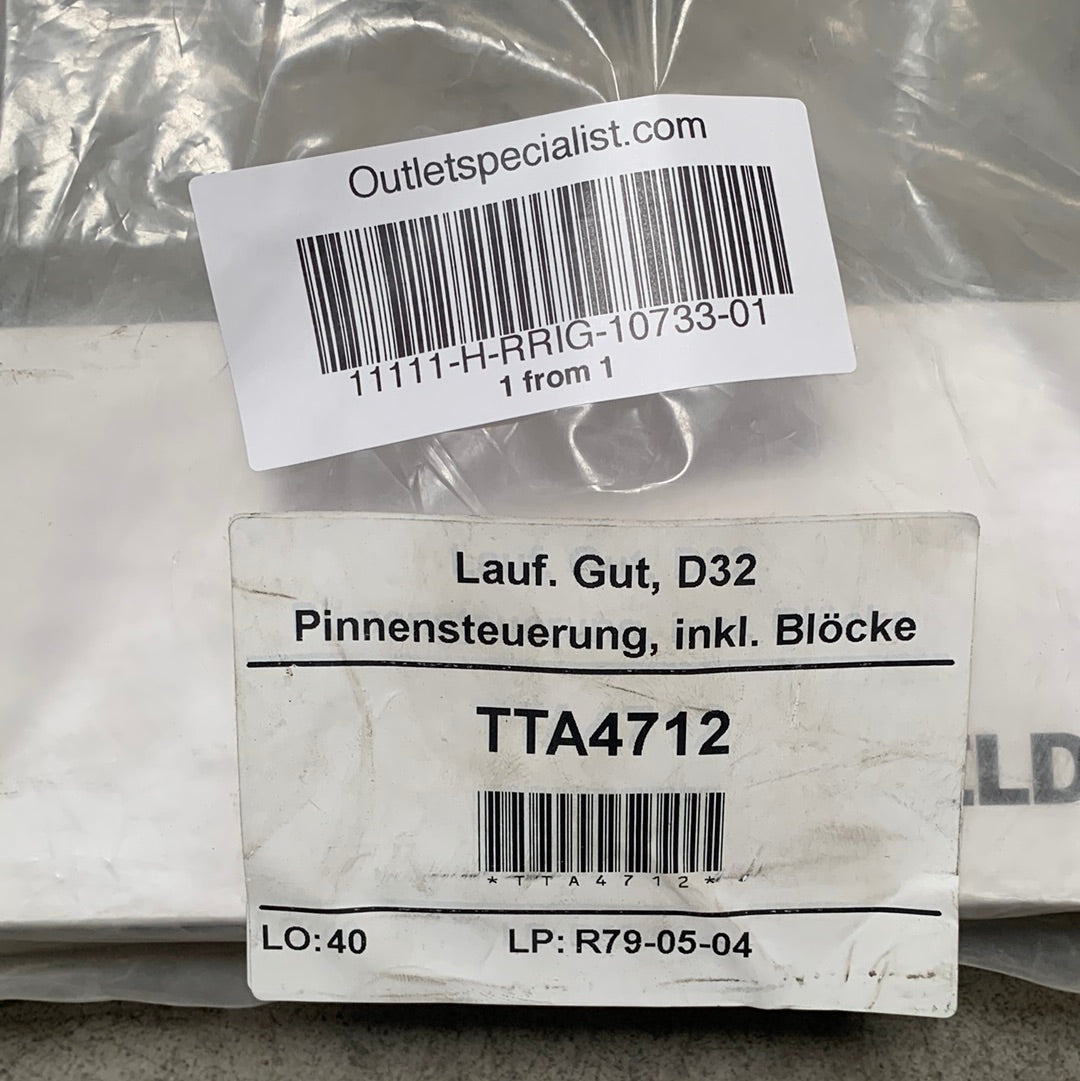 Outletspecialist.com
11111-H-RRIG-10733-01
1 from 1
Lauf. Gut, D32
Pinnensteuerung, inkl. Blöcke
TTA4712
*TTA4712*
LO:40 LP: R79-05-04